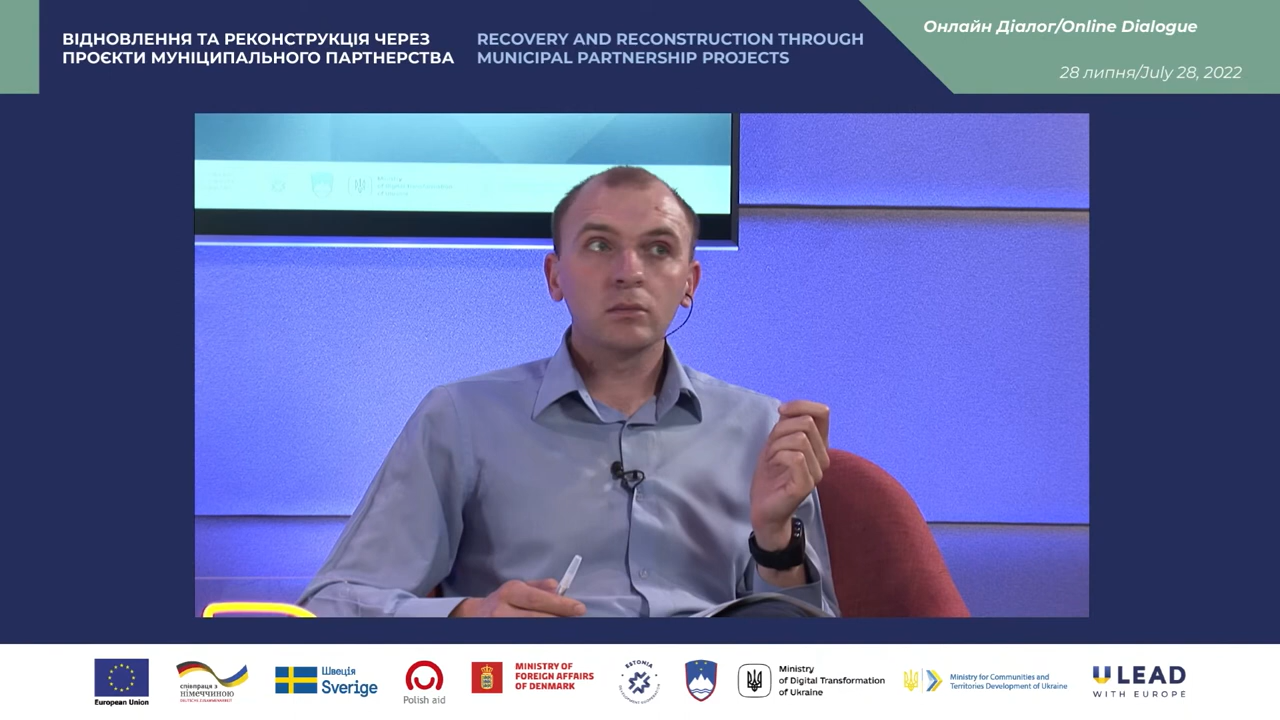 ВІДНОВЛЕННЯ ТА РЕКОНСТРУКЦІЯ ЧЕРЕЗ
ПРОЄКТИ МУНІЦИПАЛЬНОГО ПАРТНЕРСТВА
RECOVERY AND RECONSTRUCTION THROUGH
MUNICIPAL PARTNERSHIP PROJECTS
Онлайн Діалог/Online Dialogue
28 липня/July 28, 2022
European Union
співпраця з
НІМЕЧЧИНОЮ
DEUTSCHE ZUSAMMENARBEIT
Швеція
Sverige
Polish aid
MINISTRY OF
FOREIGN AFFAIRS
OF DENMARK
ESTONIA
Ministry
of Digital Transformation
of Ukraine
Ministry for Communities and
Territories Development of Ukraine
U LEAD
WITH EUROPE